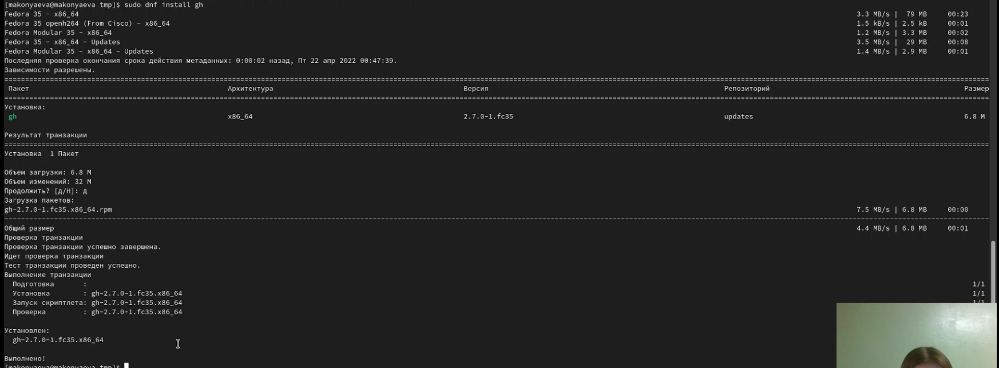 [makonyaeva@makonyaeva tmp]$ sudo dnf install gh
Fedora 35 - x86_64 3.3 MB/s | 79 MB 00:23
Fedora 35 openh264 (From Cisco) - x86_64 1.5 kB/s | 2.5 kB 00:01
Fedora Modular 35 - x86_64 1.2 MB/s | 3.3 MB 00:02
Fedora 35 - x86_64 - Updates 3.5 MB/s | 29 MB 00:08
Fedora Modular 35 - x86_64 - Updates 1.4 MB/s | 2.9 MB 00:01
Последняя проверка окончания срока действия метаданных: 0:00:02 назад, Пт 22 апр 2022 00:47:39.
Зависимости разрешены.
Пакет Архитектура Версия Репозиторий Размер
Установка:
gh x86_64 2.7.0-1.fc35 updates 6.8 M
Результат транзакции
Установка 1 Пакет
Объем загрузки: 6.8 M
Объем изменений: 32 M
Продолжить? [д/Н]: д
Загрузка пакетов:
gh-2.7.0-1.fc35.x86_64.rpm 7.5 MB/s | 6.8 MB 00:00
Общий размер 4.4 MB/s | 6.8 MB 00:01
Проверка транзакции
Проверка транзакции успешно завершена.
Идет проверка транзакции
Тест транзакции проведен успешно.
Выполнение транзакции
Подготовка : 1/1
Установка : gh-2.7.0-1.fc35.x86_64 1/1
Запуск скриптлета: gh-2.7.0-1.fc35.x86_64 1/1
Проверка : gh-2.7.0-1.fc35.x86_64
Установлен:
gh-2.7.0-1.fc35.x86_64
Выполнено!
[makonyaeva@makonyaeva tmp]$